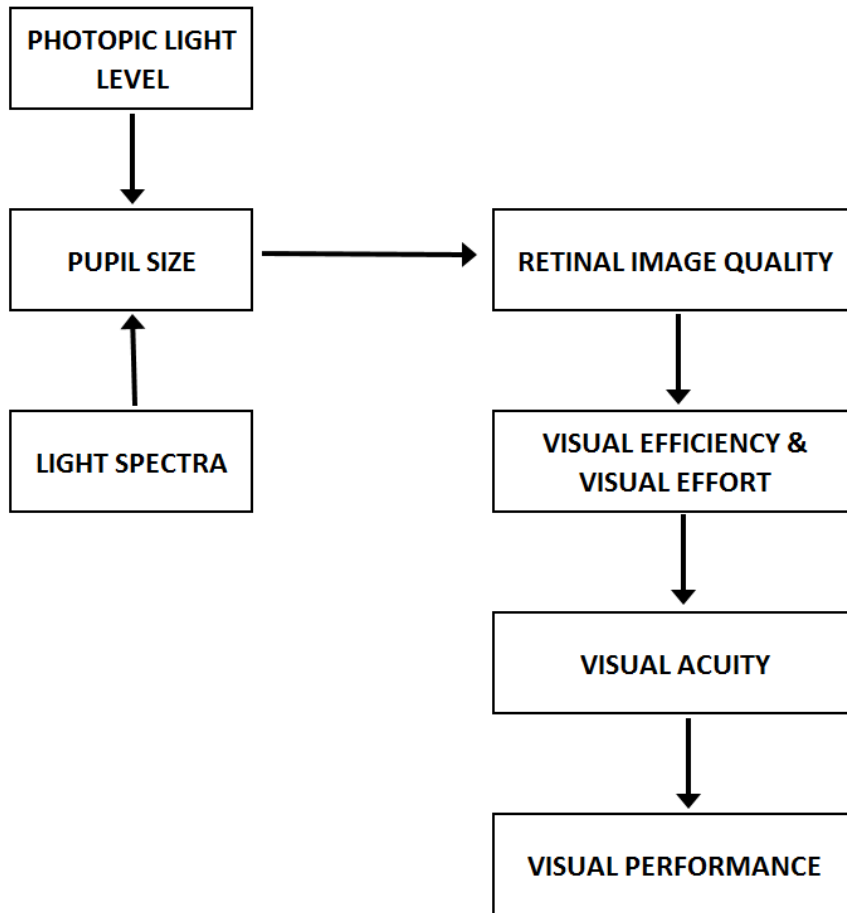 PHOTOPIC LIGHT
LEVEL
PUPIL SIZE
RETINAL IMAGE QUALITY
LIGHT SPECTRA
VISUAL EFFICIENCY &
VISUAL EFFORT
VISUAL ACUITY
VISUAL PERFORMANCE